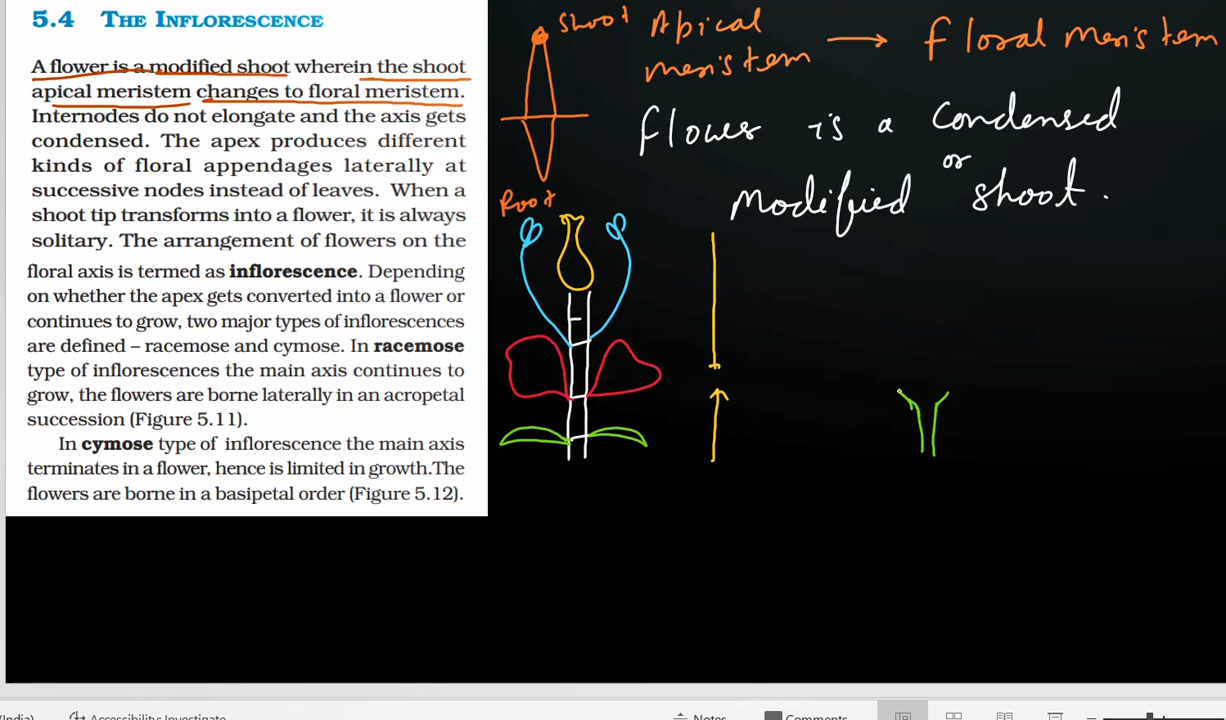 5.4 THE INFLORESCENCE
A flower is a modified shoot wherein the shoot
apical meristem changes to floral meristem.
Internodes do not elongate and the axis gets
condensed. The apex produces different
kinds of floral appendages laterally at
successive nodes instead of leaves. When a
shoot tip transforms into a flower, it is always
solitary. The arrangement of flowers on the
floral axis is termed as inflorescence. Depending
on whether the apex gets converted into a flower or
continues to grow, two major types of inflorescences
are defined – racemose and cymose. In racemose
type of inflorescences the main axis continues to
grow, the flowers are borne laterally in an acropetal
succession (Figure 5.11).
In cymose type of inflorescence the main axis
terminates in a flower, hence is limited in growth.The
flowers are borne in a basipetal order (Figure 5.12).
Shoot Apical
meristem → floral meristem
flower is a condensed
or
Modified shoot.
Root
(India)
Accessibility: Investigate
Notes
Comments